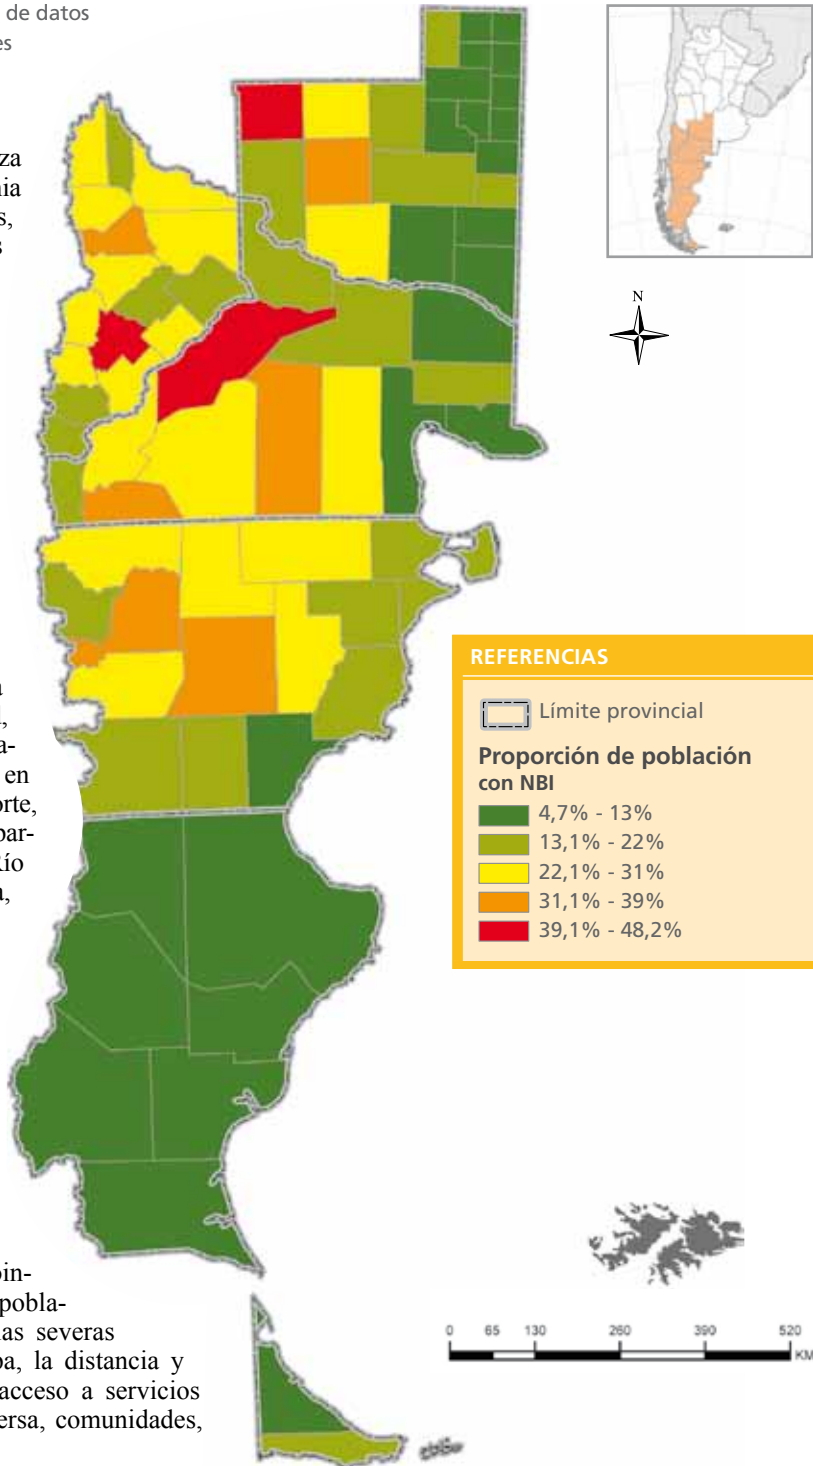 de datos
es
za
nia
s,
s
N
a
l,
a-
en
orte,
par-
Río
a,
REFERENCIAS
Límite provincial
Proporción de población
con NBI
4,7% - 13%
13,1% - 22%
22,1% - 31%
31,1% - 39%
39,1% - 48,2%
oin-
pobla-
las severas
pa, la distancia y
acceso a servicios
ersa, comunidades,
0 65 130 260 390 520
KM